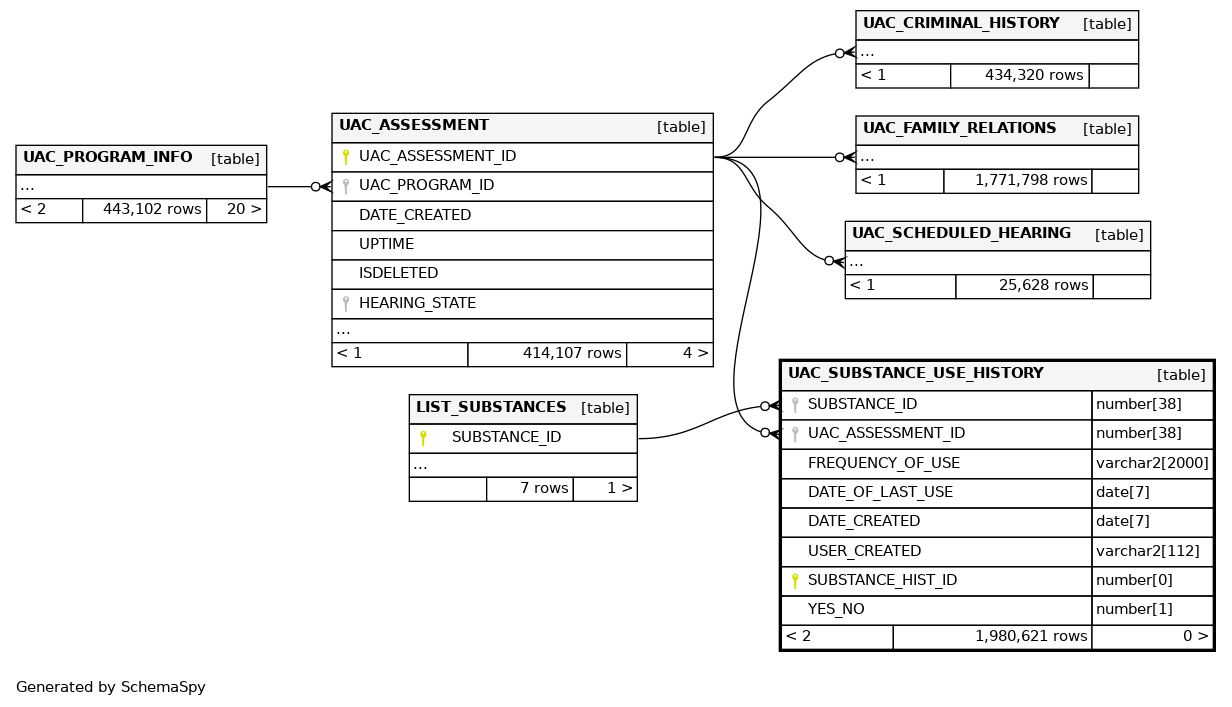 UAC_CRIMINAL_HISTORY [table]
...
< 1 434,320 rows
UAC_FAMILY_RELATIONS [table]
...
< 1 1,771,798 rows
UAC_SCHEDULED_HEARING [table]
...
< 1 25,628 rows
UAC_ASSESSMENT [table]
UAC_ASSESSMENT_ID
UAC_PROGRAM_ID
DATE_CREATED
UPTIME
ISDELETED
HEARING_STATE
...
< 1 414,107 rows 4 >
UAC_PROGRAM_INFO [table]
...
< 2 443,102 rows 20 >
LIST_SUBSTANCES [table]
SUBSTANCE_ID
...
7 rows 1 >
UAC_SUBSTANCE_USE_HISTORY [table]
SUBSTANCE_ID number[38]
UAC_ASSESSMENT_ID number[38]
FREQUENCY_OF_USE varchar2[2000]
DATE_OF_LAST_USE date[7]
DATE_CREATED date[7]
USER_CREATED varchar2[112]
SUBSTANCE_HIST_ID number[0]
YES_NO number[1]
< 2 1,980,621 rows 0 >
Generated by SchemaSpy